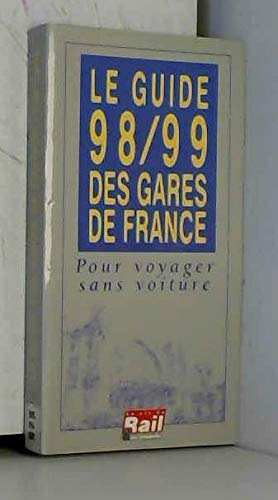 LE GUIDE
98/99
DES GARES
DE FRANCE
Pour voyager
sans voiture
Rail